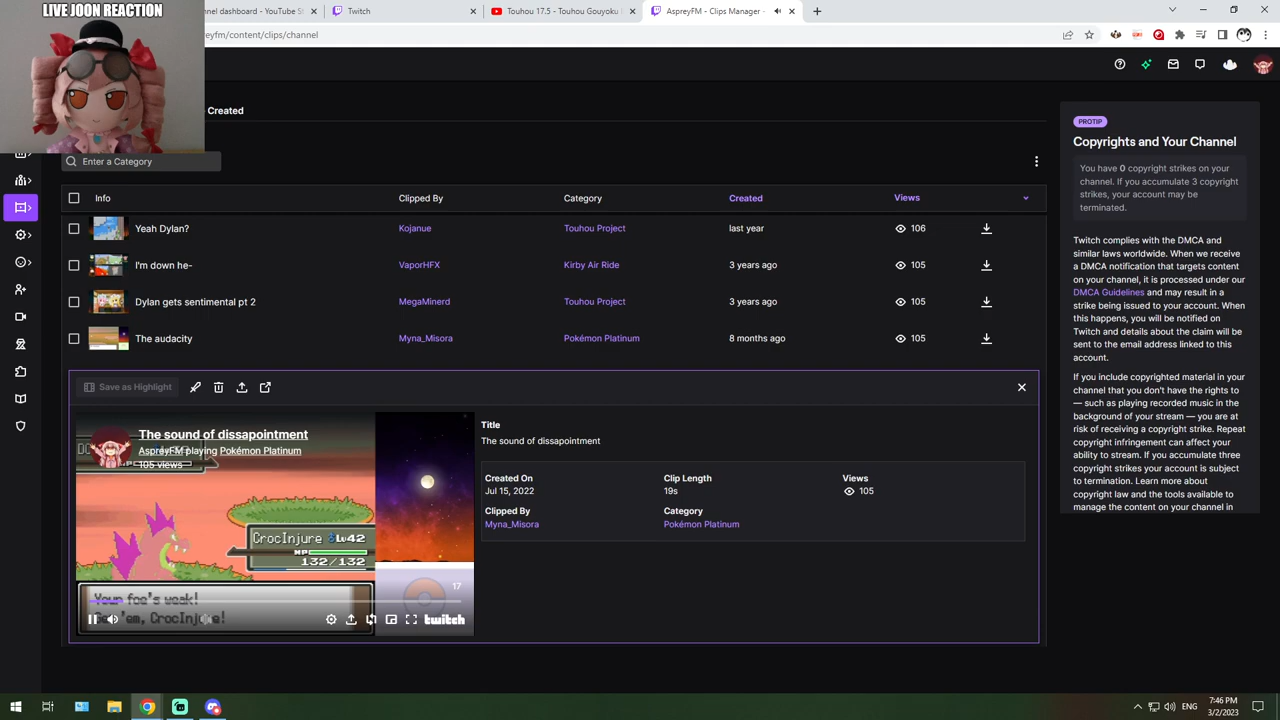 LIVE JOON REACTION
nnel dashboard - YouTube St
Twitch
Touhou 17.5 - Touhou Gouyoku I
AspreyFM - Clips Manager -
eyfm/content/clips/channel
Created
Enter a Category
Info
Clipped By
Category
Created
Views
Yeah Dylan?
Kojanue
Touhou Project
last year
106
I'm down he-
VaporHFX
Kirby Air Ride
3 years ago
105
Dylan gets sentimental pt 2
MegaMinerd
Touhou Project
3 years ago
105
The audacity
Myna_Misora
Pokémon Platinum
8 months ago
105
Save as Highlight
The sound of dissapointment
AspreyFM playing Pokémon Platinum
105 views
CrocInjure ♂Lv42
HP
132/132
17
Your foe's weak!
Get 'em, CrocInjure!
twitch
Title
The sound of dissapointment
Created On
Jul 15, 2022
Clip Length
19s
Views
105
Clipped By
Myna_Misora
Category
Pokémon Platinum
PROTIP
Copyrights and Your Channel
You have 0 copyright strikes on
your channel. If you accumulate 3 copyright
strikes, your account may be
terminated.
Twitch complies with the DMCA and
similar laws worldwide. When we receive
a DMCA notification that targets content
on your channel, it is processed under our
DMCA Guidelines and may result in a
strike being issued to your account. When
this happens, you will be notified on
Twitch and details about the claim will be
sent to the email address linked to this
account.
If you include copyrighted material in your
channel that you don't have the rights to
— such as playing recorded music in the
background of your stream — you are at
risk of receiving a copyright strike. Repeat
copyright infringement can affect your
ability to stream. If you accumulate three
copyright strikes your account is subject
to termination. Learn more about
copyright law and the tools available to
manage the content on your channel in
ENG
7:46 PM
3/2/2023